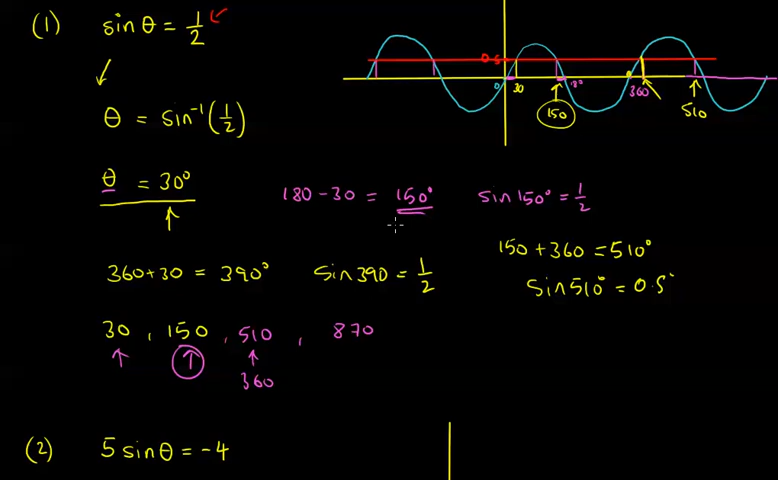 (1) sin θ = 1/2
θ = sin⁻¹(1/2)
θ = 30°
180 - 30 = 150°
sin 150° = 1/2
360 + 30 = 390°
sin 390 = 1/2
150 + 360 = 510°
sin 510° = 0.5
30 , 150 , 510 , 870
360
0.5
0 30 150 180 360 510
(2) 5 sin θ = -4